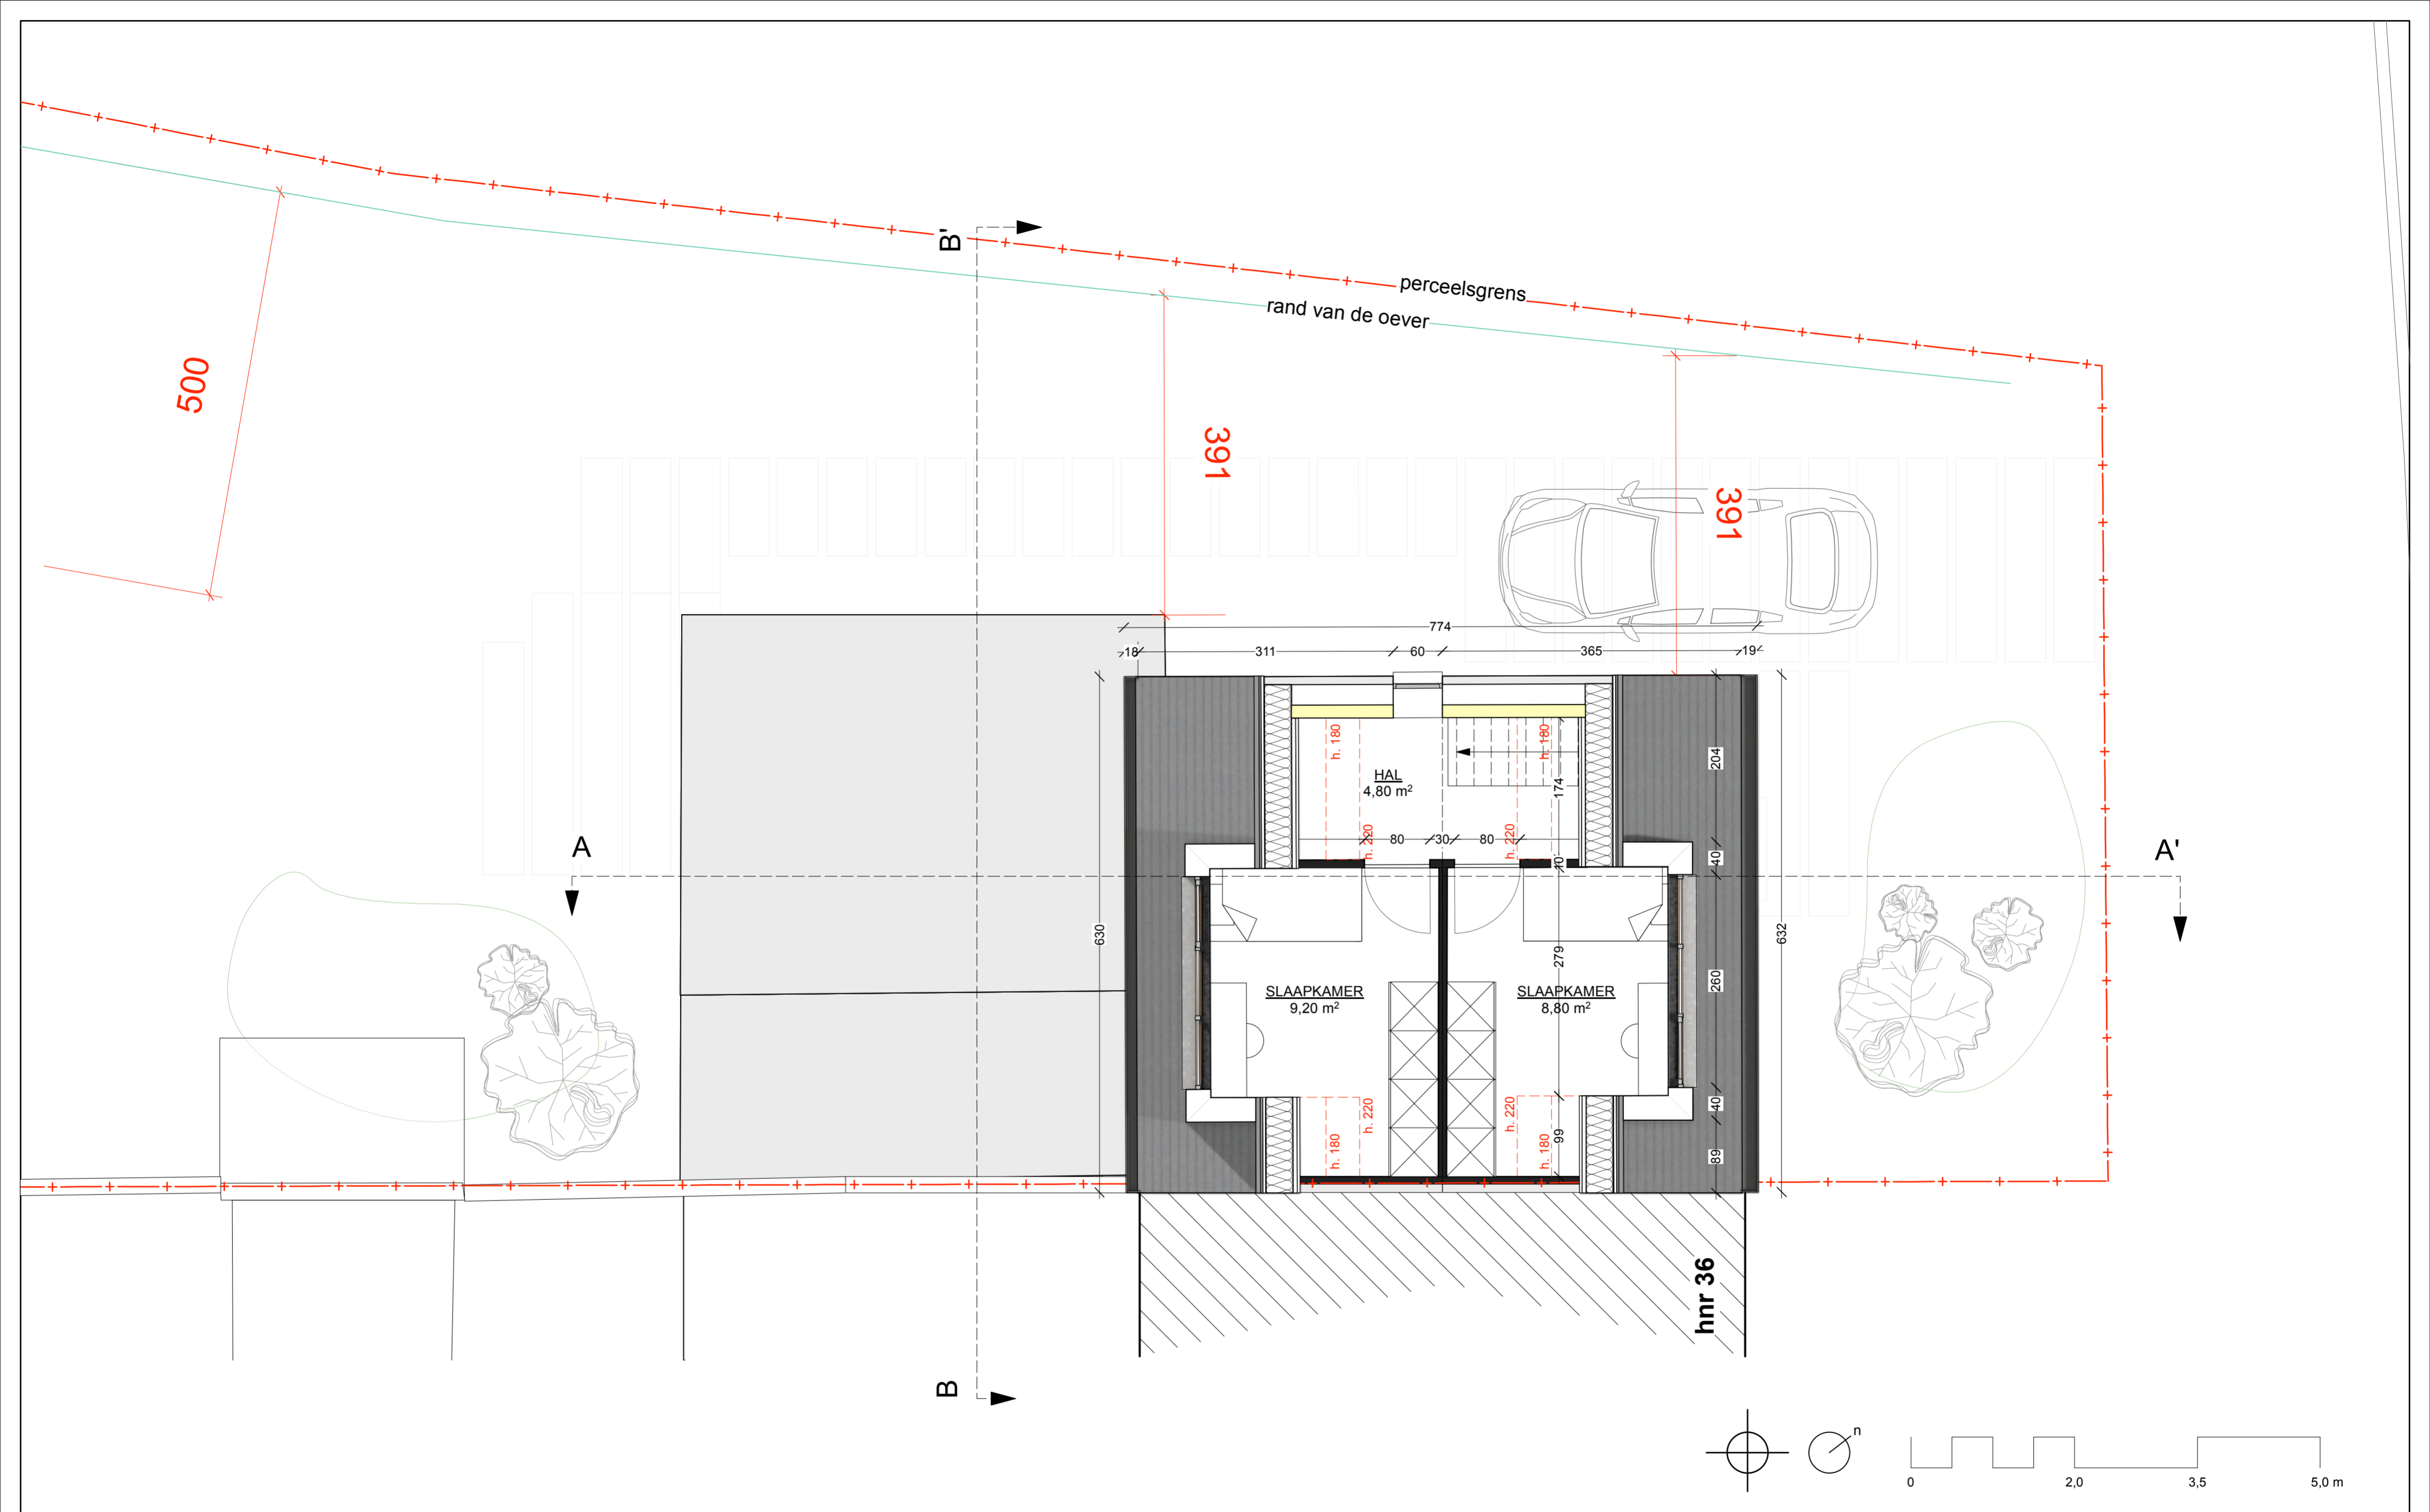 B'
perceelsgrens
rand van de oever
500
391
391
774
18
311
60
365
19
h. 180
h. 180
204
HAL
4,80 m²
174
h. 220
80
30
80
h. 220
10
40
A
A'
630
632
279
260
SLAAPKAMER
9,20 m²
SLAAPKAMER
8,80 m²
h. 220
h. 220
40
h. 180
h. 180
99
89
hnr 36
B
n
0
2,0
3,5
5,0 m